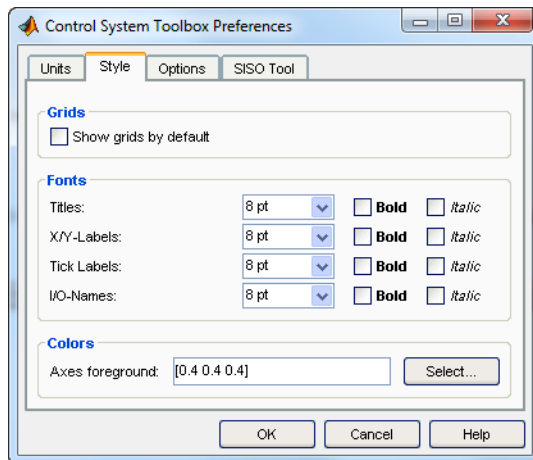 Control System Toolbox Preferences
Units Style Options SISO Tool
Grids
Show grids by default
Fonts
Titles: 8 pt Bold Italic
X/Y-Labels: 8 pt Bold Italic
Tick Labels: 8 pt Bold Italic
I/O-Names: 8 pt Bold Italic
Colors
Axes foreground: [0.4 0.4 0.4] Select...
OK Cancel Help